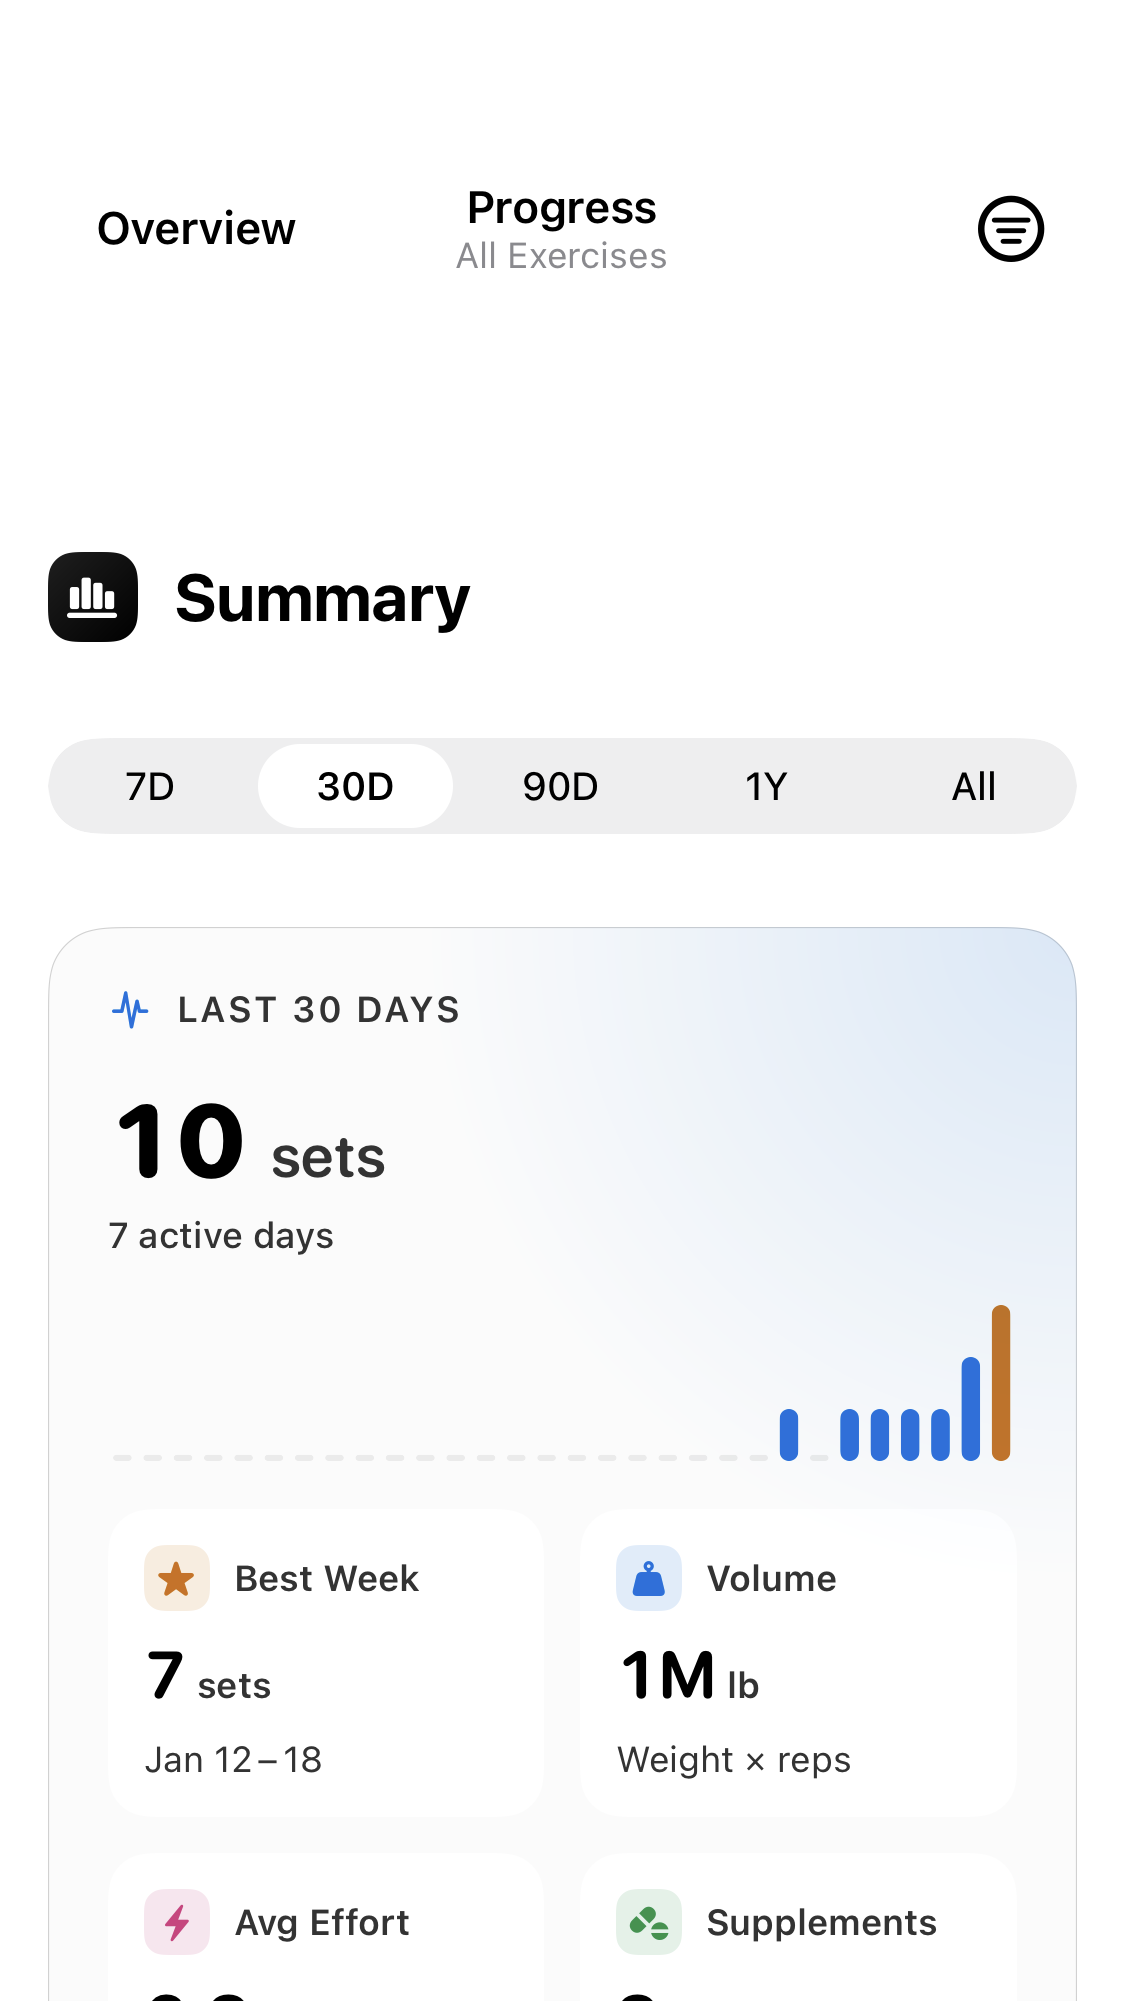 Overview
Progress
All Exercises
Summary
7D 30D 90D 1Y All
LAST 30 DAYS
10 sets
7 active days
Best Week
7 sets
Jan 12–18
Volume
1M lb
Weight × reps
Avg Effort
Supplements